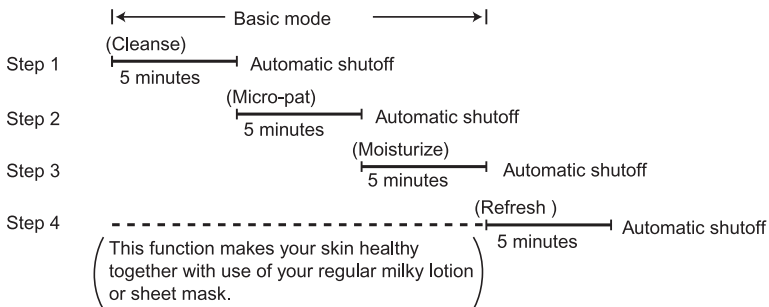 Basic mode
(Cleanse)
Step 1
5 minutes
Automatic shutoff
(Micro-pat)
Step 2
5 minutes
Automatic shutoff
(Moisturize)
Step 3
5 minutes
Automatic shutoff
(Refresh )
Step 4
5 minutes
Automatic shutoff
(This function makes your skin healthy
together with use of your regular milky lotion
or sheet mask.)